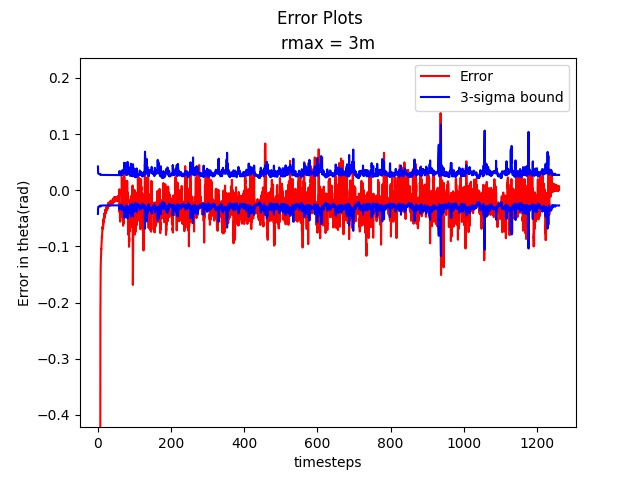 Error Plots
rmax = 3m
Error
3-sigma bound
Error in theta(rad)
0.2
0.1
0.0
−0.1
−0.2
−0.3
−0.4
0 200 400 600 800 1000 1200
timesteps